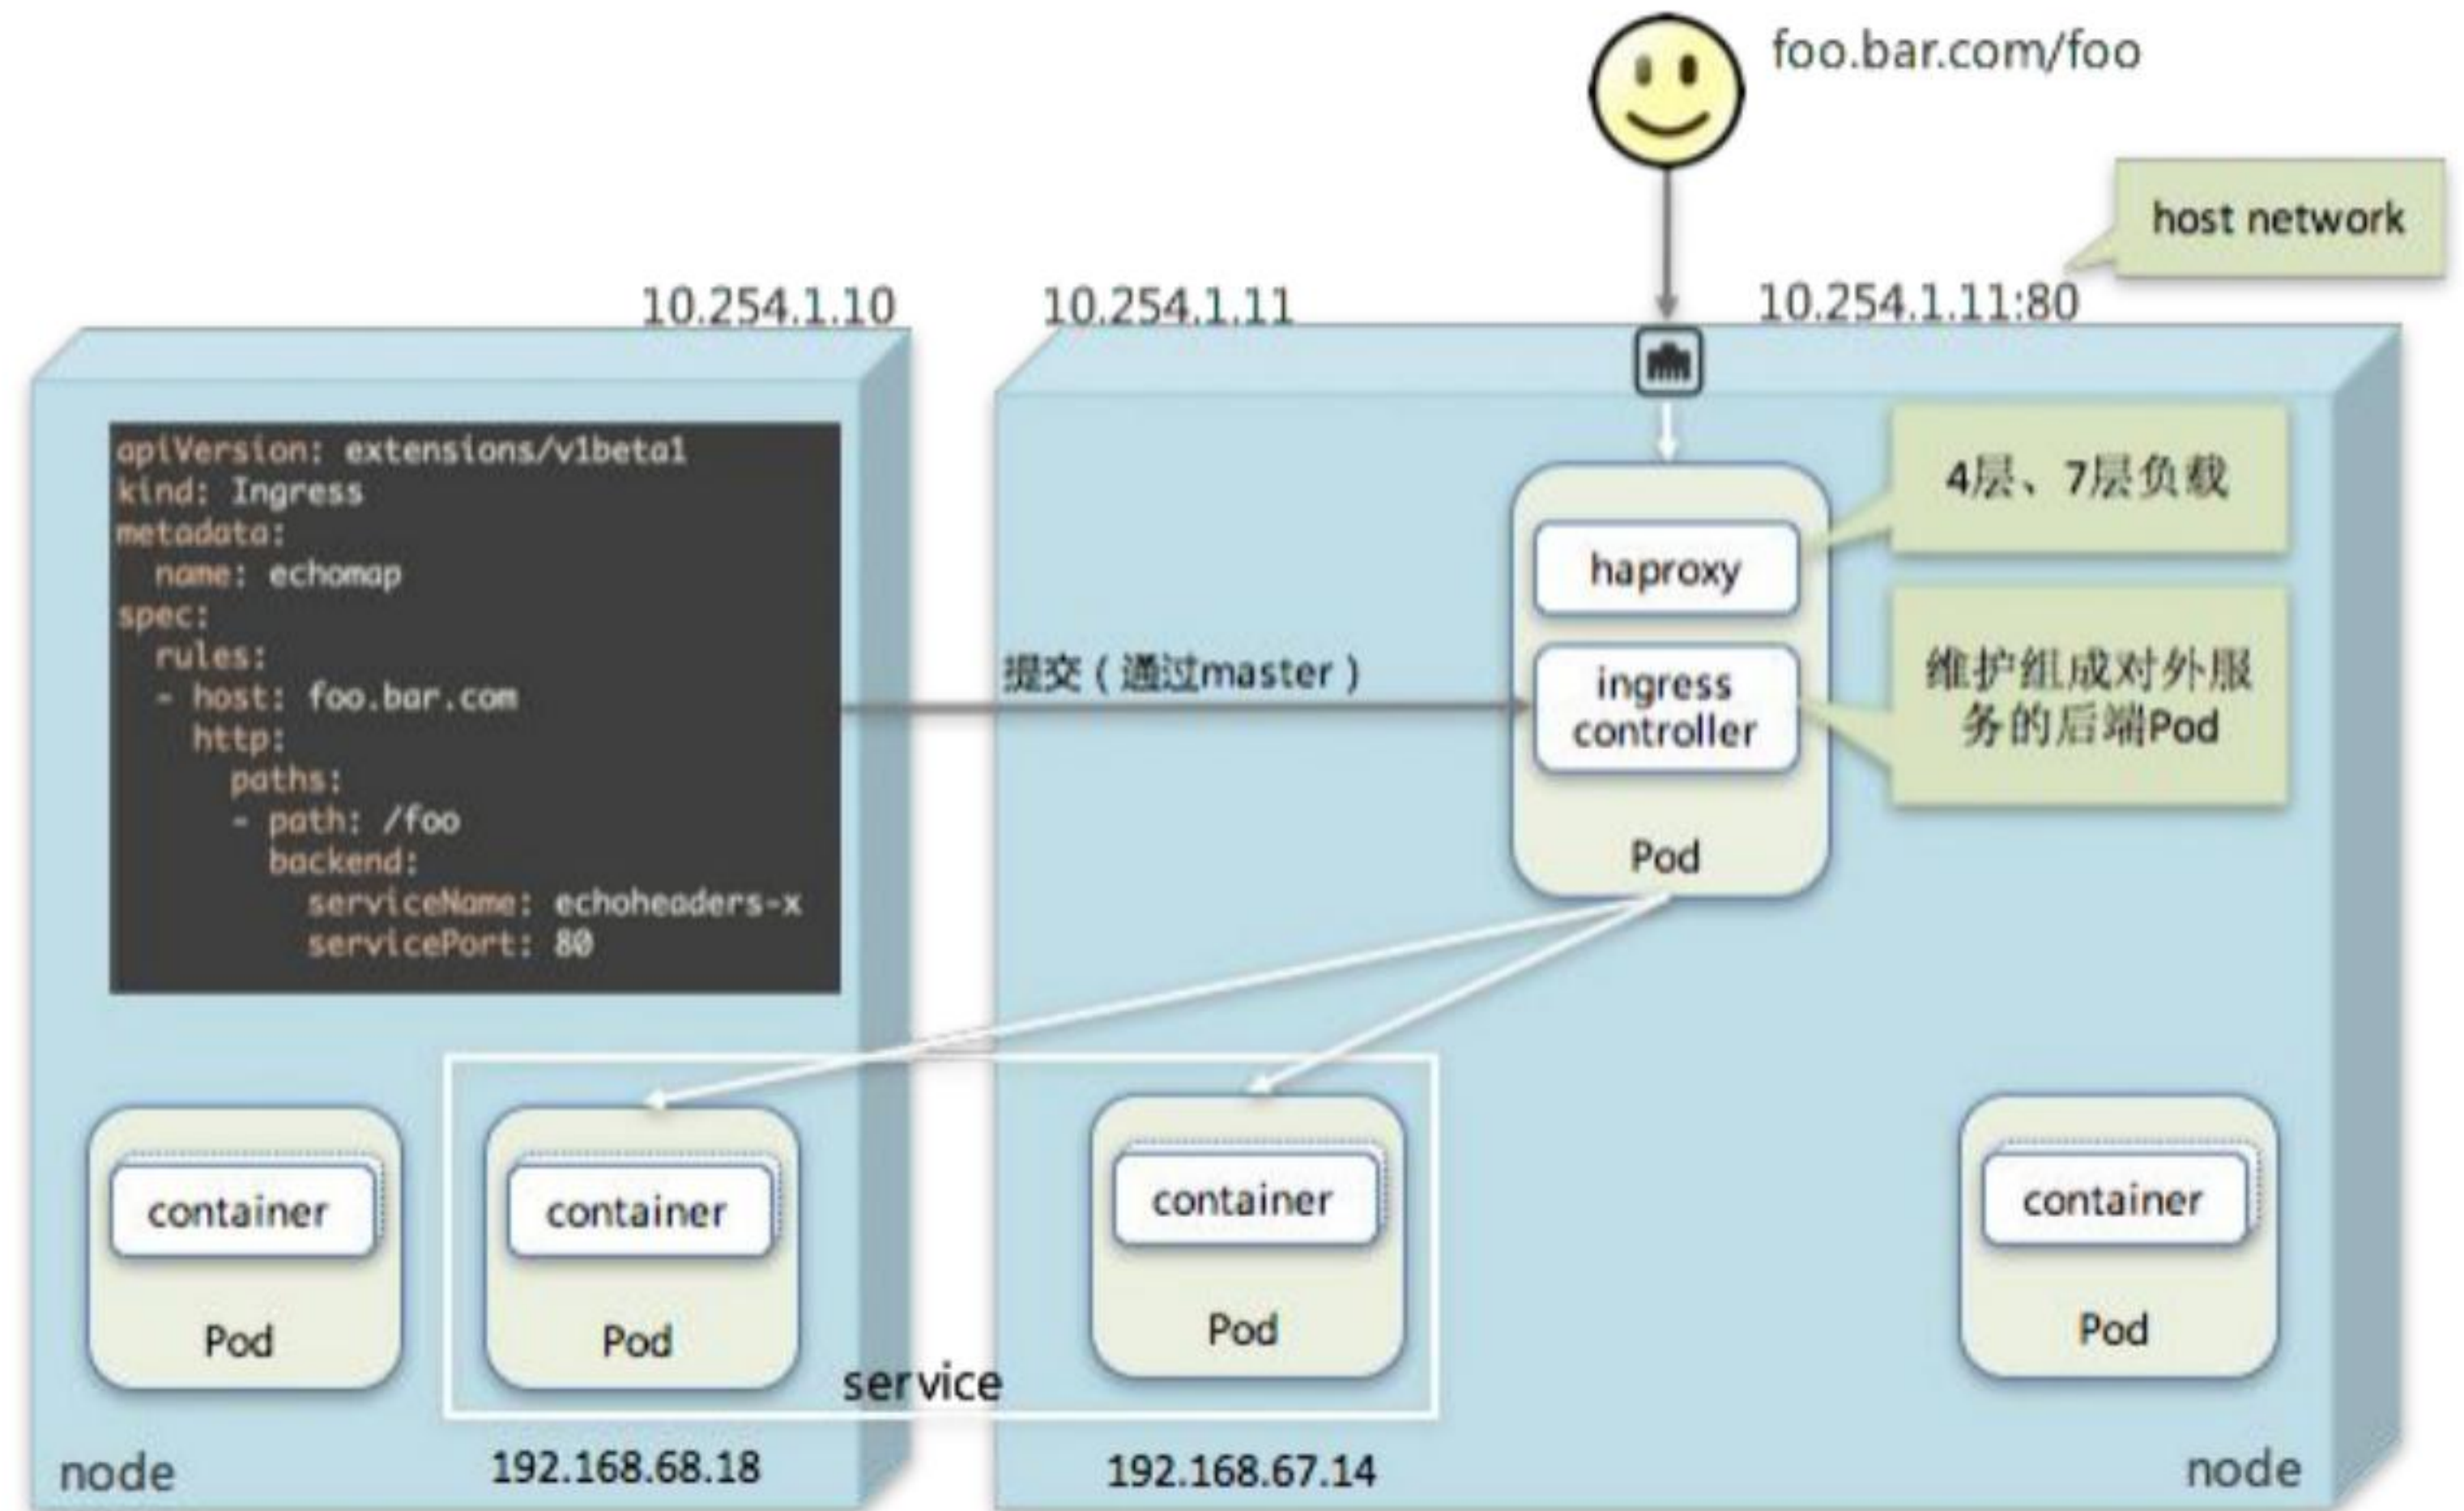 foo.bar.com/foo
host network
10.254.1.10
10.254.1.11
10.254.1.11:80
apiVersion: extensions/v1beta1
kind: Ingress
metadata:
  name: echomap
spec:
  rules:
  - host: foo.bar.com
    http:
      paths:
      - path: /foo
        backend:
          serviceName: echoheaders-x
          servicePort: 80
提交（通过master）
haproxy
ingress
controller
Pod
4层、7层负载
维护组成对外服
务的后端Pod
container
Pod
container
Pod
container
Pod
container
Pod
service
node
192.168.68.18
192.168.67.14
node